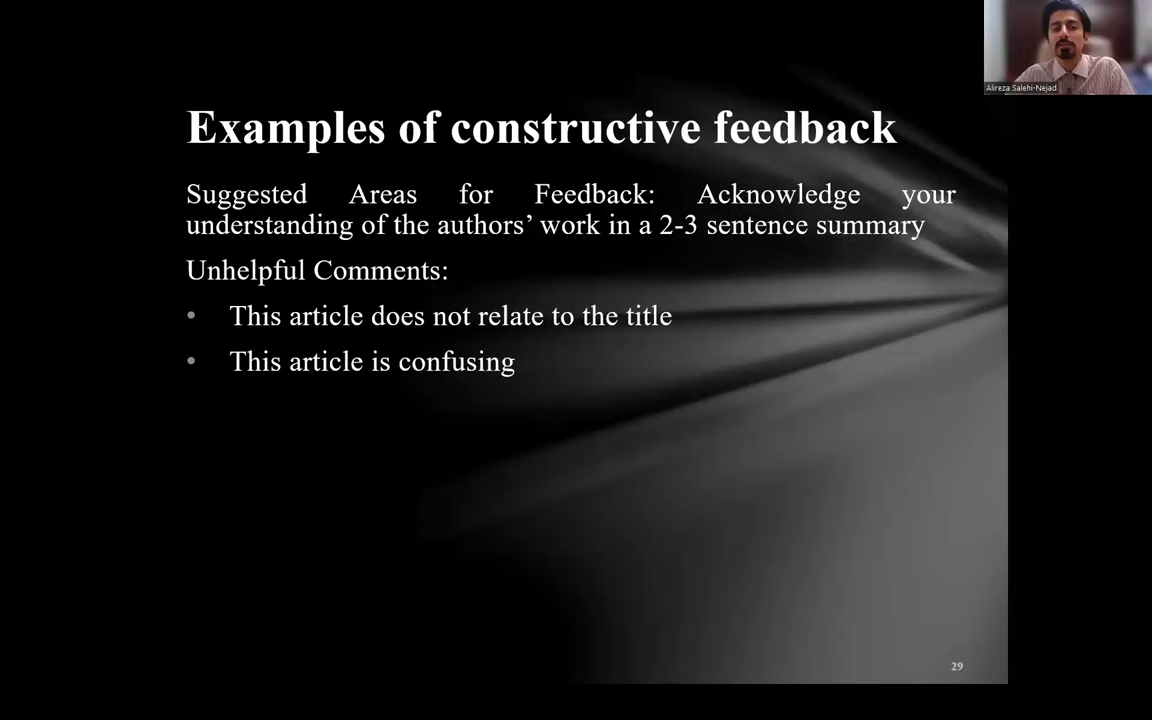 Alireza Salehi-Nejad
Examples of constructive feedback
Suggested Areas for Feedback: Acknowledge your
understanding of the authors’ work in a 2-3 sentence summary
Unhelpful Comments:
• This article does not relate to the title
• This article is confusing
29